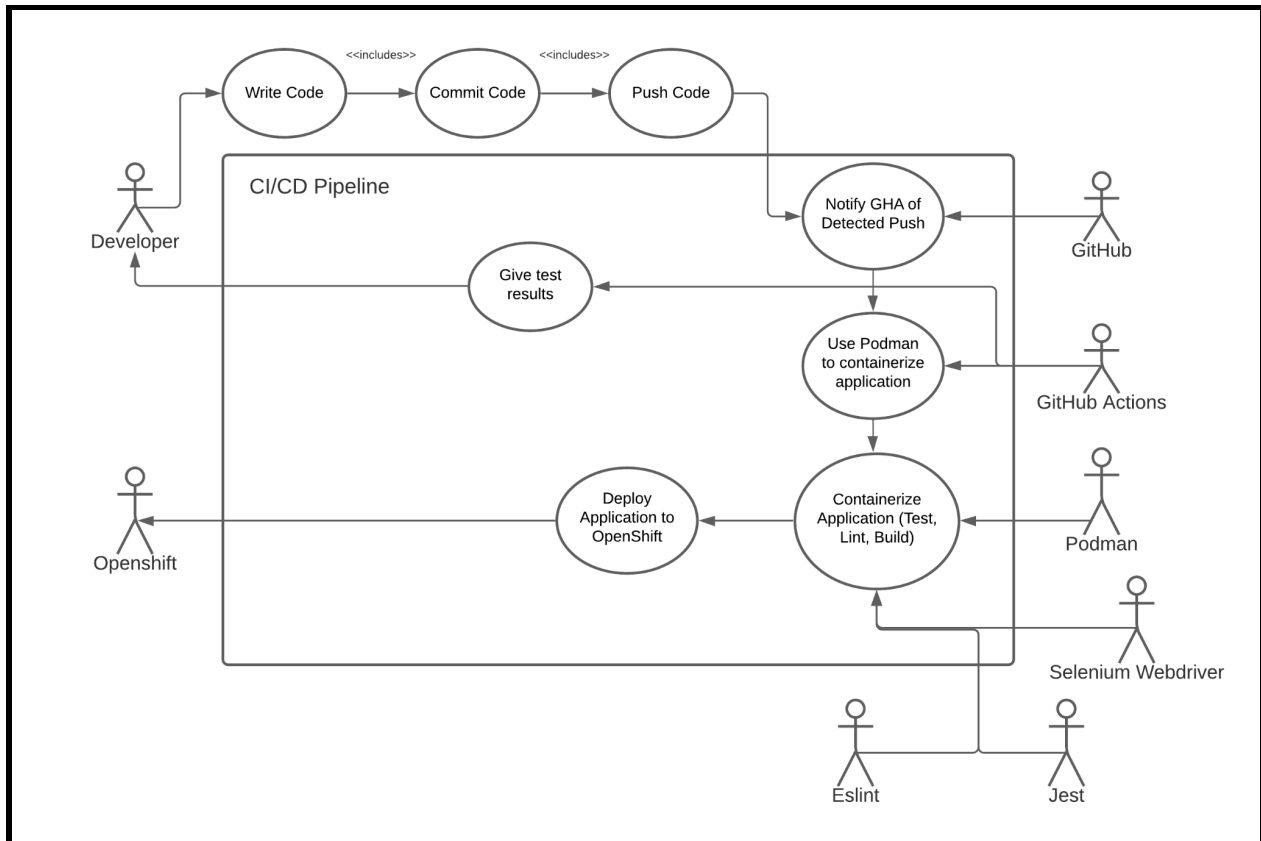 <<includes>>
<<includes>>
Write Code
Commit Code
Push Code
CI/CD Pipeline
Notify GHA of
Detected Push
Developer
GitHub
Give test
results
Use Podman
to containerize
application
GitHub Actions
Deploy
Application to
OpenShift
Containerize
Application (Test,
Lint, Build)
Openshift
Podman
Selenium Webdriver
Eslint
Jest